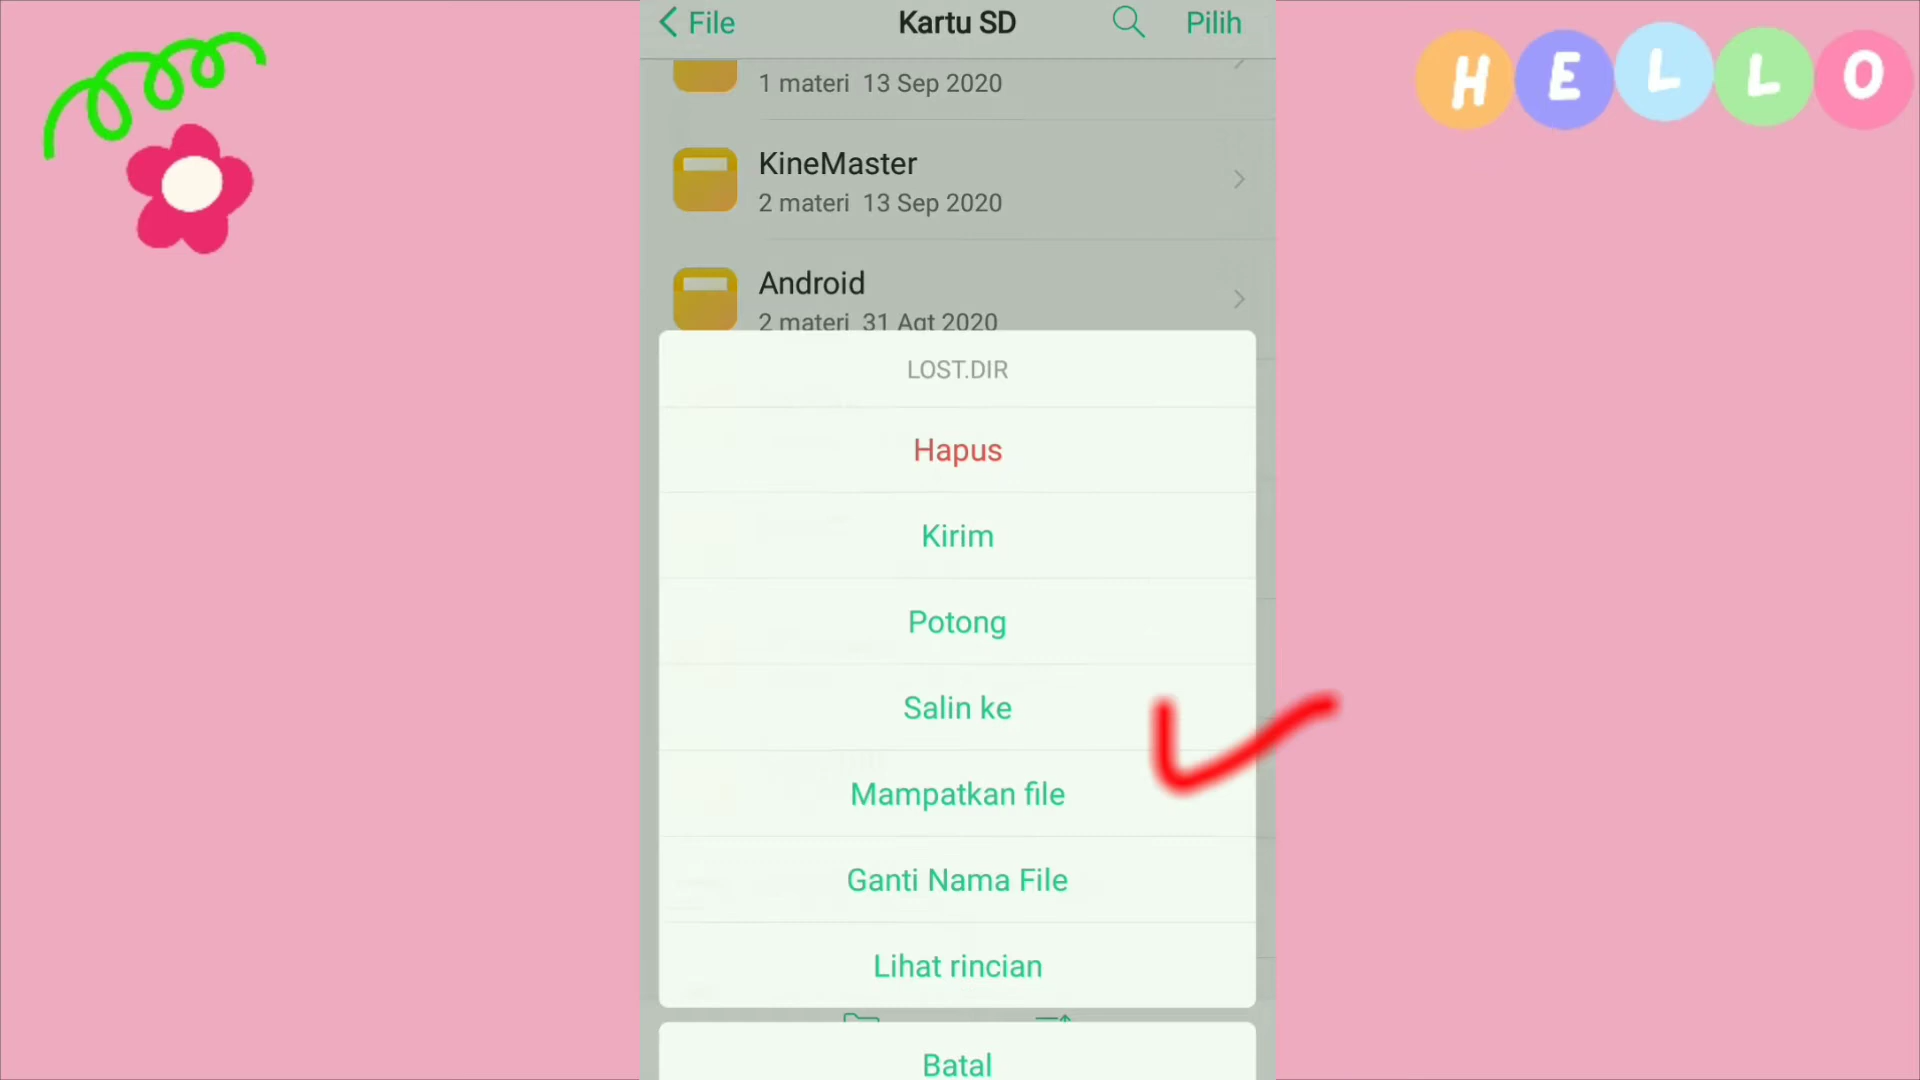 File Kartu SD Pilih
HELLO
1 materi 13 Sep 2020
KineMaster
2 materi 13 Sep 2020
Android
2 materi 31 Agt 2020
LOST.DIR
Hapus
Kirim
Potong
Salin ke
Mampatkan file
Ganti Nama File
Lihat rincian
Batal